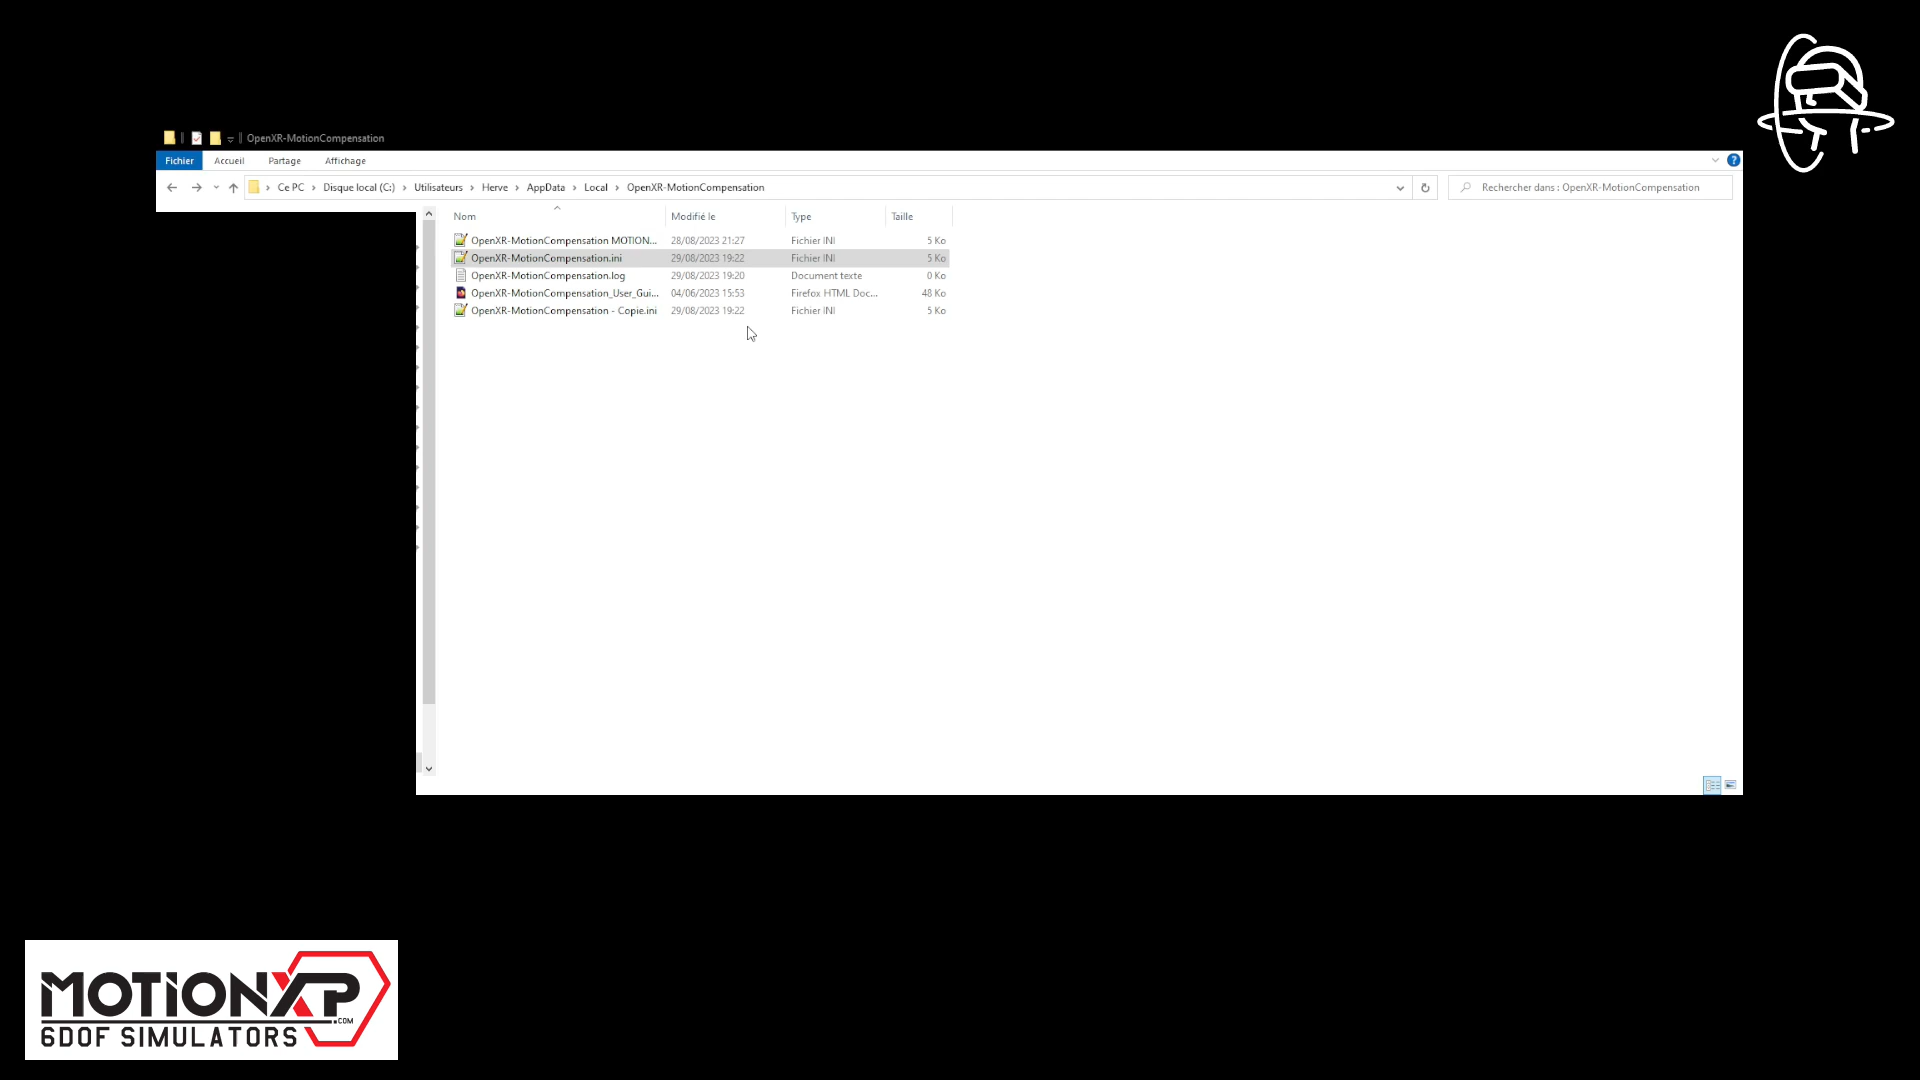 OpenXR-MotionCompensation
Fichier Accueil Partage Affichage
Ce PC Disque local (C:) Utilisateurs Herve AppData Local OpenXR-MotionCompensation Rechercher dans : OpenXR-MotionCompensation
Nom Modifié le Type Taille
OpenXR-MotionCompensation MOTION... 28/08/2023 21:27 Fichier INI 5 Ko
OpenXR-MotionCompensation.ini 29/08/2023 19:22 Fichier INI 5 Ko
OpenXR-MotionCompensation.log 29/08/2023 19:20 Document texte 0 Ko
OpenXR-MotionCompensation_User_Gui... 04/06/2023 15:53 Firefox HTML Doc... 48 Ko
OpenXR-MotionCompensation - Copie.ini 29/08/2023 19:22 Fichier INI 5 Ko
MOTIONXP
.COM
6DOF SIMULATORS